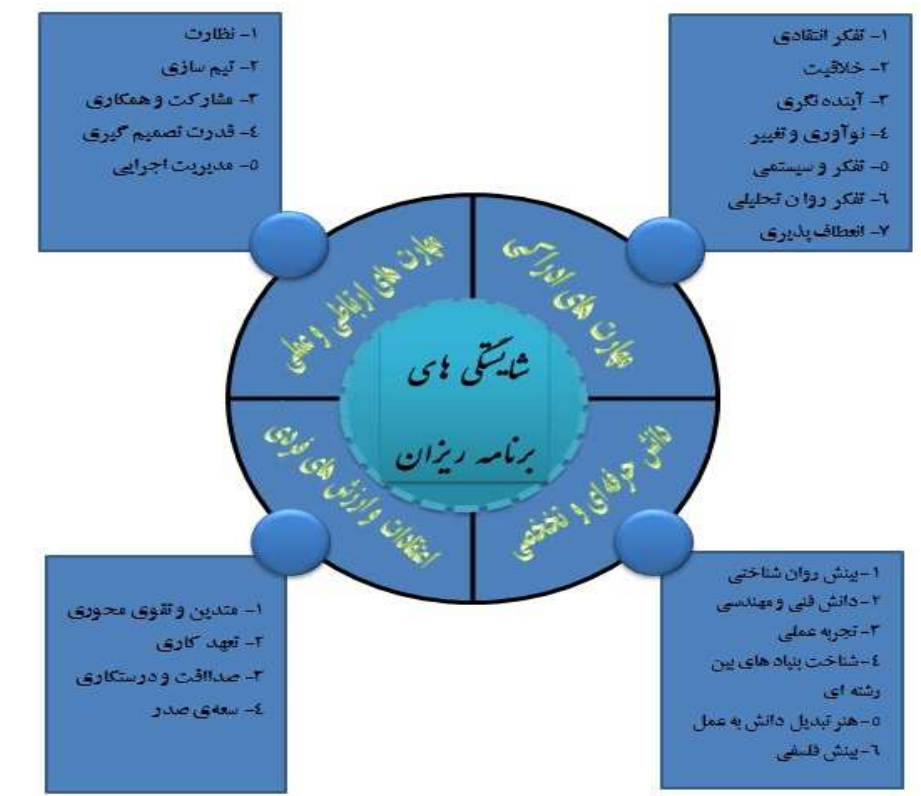 ۱- تفکر انتقادی
۲- خلاقیت
۳- آینده نگری
٤- نوآوری و تغییر
٥- تفکر و سیستمی
٦- تفکر روا ن تحلیلی
۷- انعطاف پذیری
۱- نظارت
۲- تیم سازی
۳- مشارکت و همکاری
٤- قدرت تصمیم گیری
٥- مدیریت اجرایی
مهارت های ادراکی
مهارت های ارتباطی و عملی
شایستگی های
برنامه ریزان
دانش حرفه ای و تخصصی
اعتقادات و ارزش های فردی
۱-بینش روان شناختی
۲-دانش فنی و مهندسی
۳-تجربه عملی
٤-شناخت بنیاد های بین
رشته ای
٥-هنر تبدیل دانش به عمل
٦-بینش فلسفی
۱- متدین و تقوی محوری
۲- تعهد کاری
۳- صدااقت و درستکاری
٤- سعه‌ی صدر